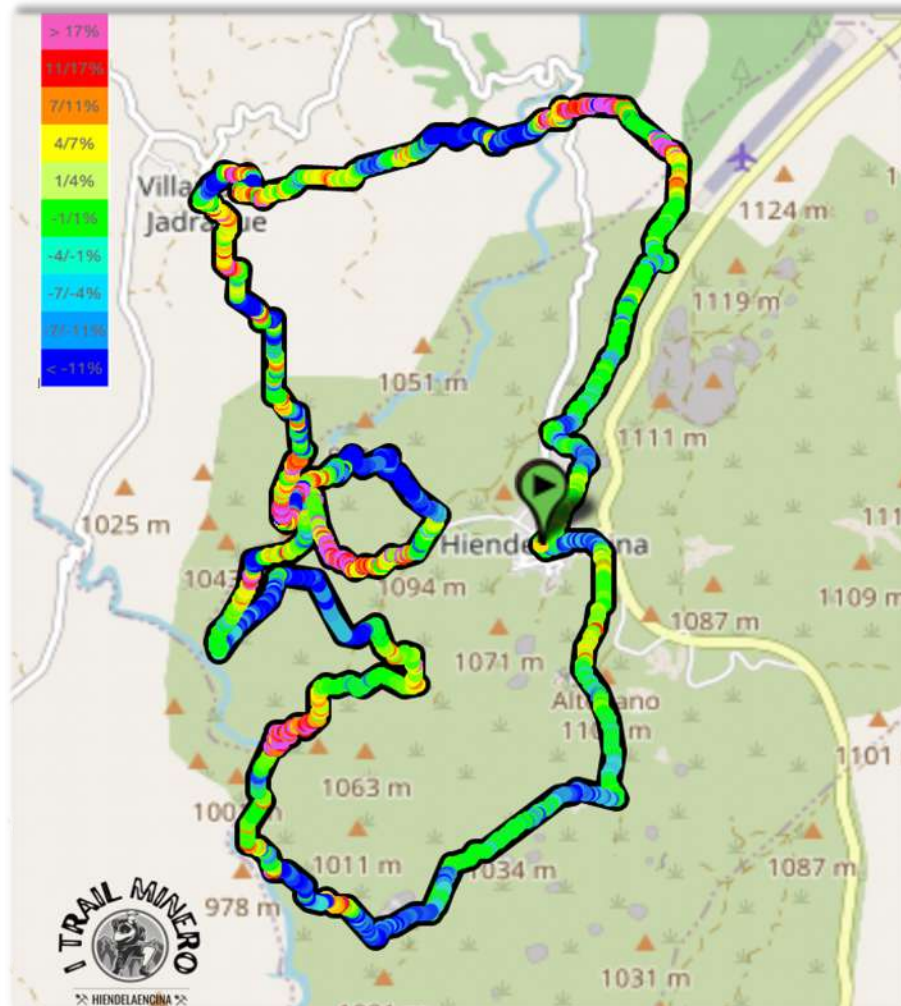 > 17%
11/17%
7/11%
4/7%
1/4%
-1/1%
-4/-1%
-7/-4%
-7/-11%
< -11%
1124 m
1119 m
1051 m
1111 m
1025 m
1094 m
1087 m
1109 m
1071 m
1063 m
1101
1011 m
1034 m
1087 m
978 m
1031 m
I TRAIL MINERO
HIENDELAENCINA